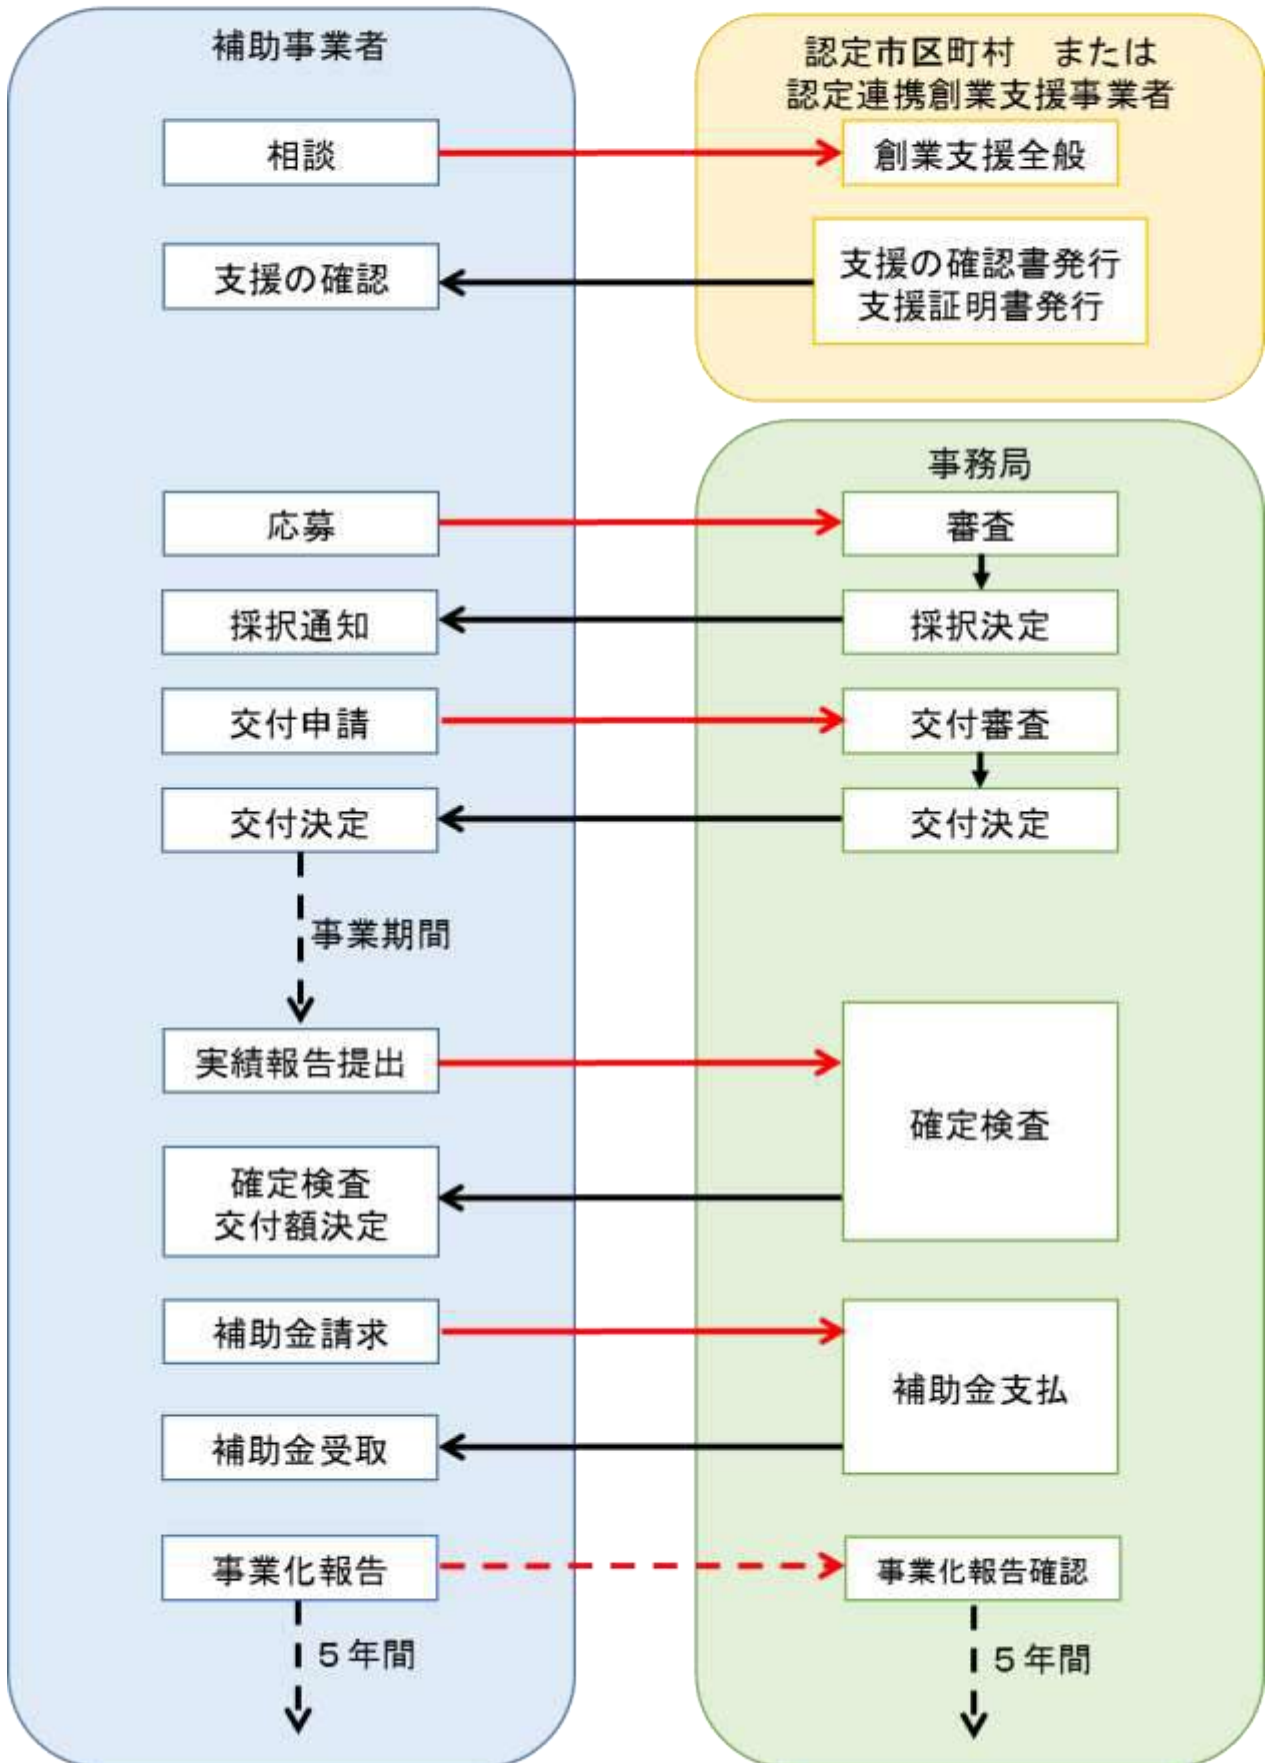 補助事業者
認定市区町村　または
認定連携創業支援事業者
相談
創業支援全般
支援の確認
支援の確認書発行
支援証明書発行
事務局
応募
審査
採択通知
採択決定
交付申請
交付審査
交付決定
交付決定
事業期間
実績報告提出
確定検査
確定検査
交付額決定
補助金請求
補助金支払
補助金受取
事業化報告
事業化報告確認
５年間
５年間